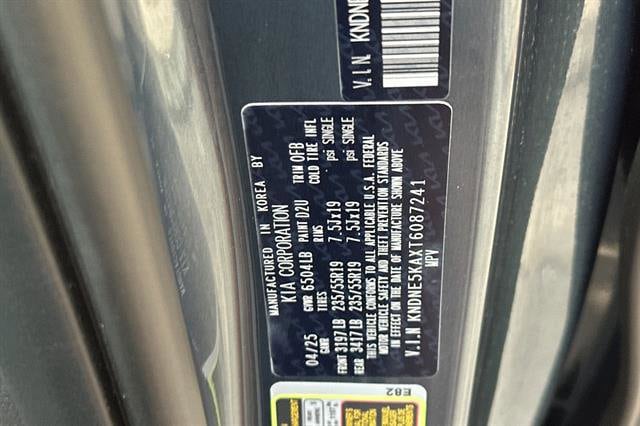 MANUFACTURED IN KOREA BY
KIA CORPORATION
04/25 GWR 6504LB PAINT D2U TRIM OFB
GWR TIRES RIMS COLD TIRE INFL
FRONT 3197LB 235/55R19 7.5Jx19 psi SINGLE
REAR 3417LB 235/55R19 7.5Jx19 psi SINGLE
THIS VEHICLE CONFORMS TO ALL APPLICABLE U.S.A. FEDERAL
MOTOR VEHICLE SAFETY AND THEFT PREVENTION STANDARDS
IN EFFECT ON THE DATE OF MANUFACTURE SHOWN ABOVE
V.I.N KNDNE5KAXT6087241
MPV
V.I.N KNDNE
E82